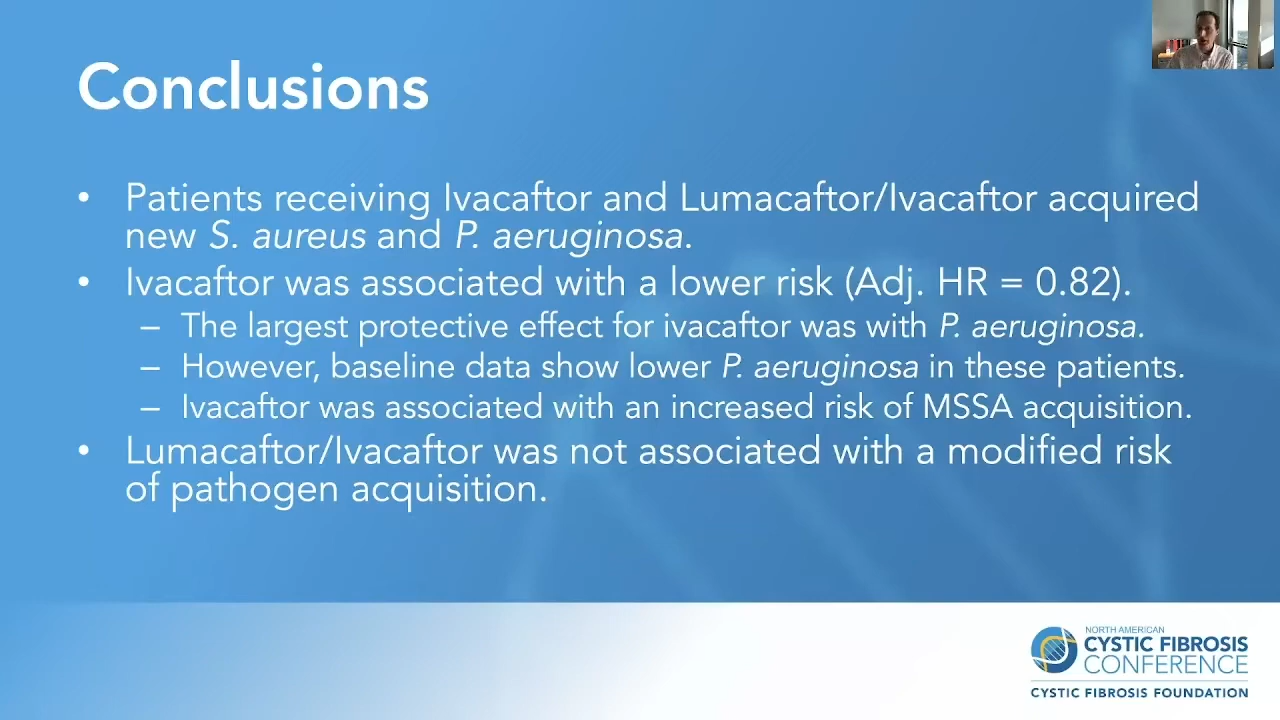 Conclusions
• Patients receiving Ivacaftor and Lumacaftor/Ivacaftor acquired
new S. aureus and P. aeruginosa.
• Ivacaftor was associated with a lower risk (Adj. HR = 0.82).
– The largest protective effect for ivacaftor was with P. aeruginosa.
– However, baseline data show lower P. aeruginosa in these patients.
– Ivacaftor was associated with an increased risk of MSSA acquisition.
• Lumacaftor/Ivacaftor was not associated with a modified risk
of pathogen acquisition.
NORTH AMERICAN
CYSTIC FIBROSIS
CONFERENCE
CYSTIC FIBROSIS FOUNDATION